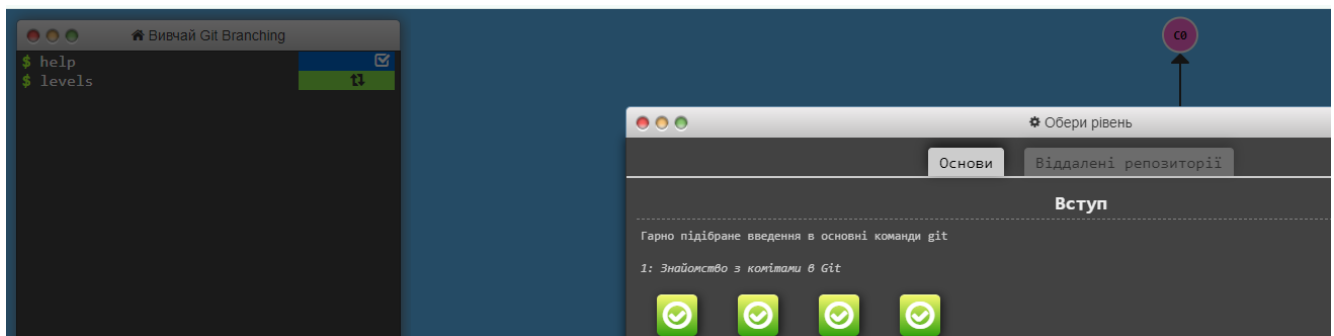 Вивчай Git Branching
$ help
$ levels
C0
Обери рівень
Основи
Віддалені репозиторії
Вступ
Гарно підібране введення в основні команди git
1: Знайомство з комітами в Git